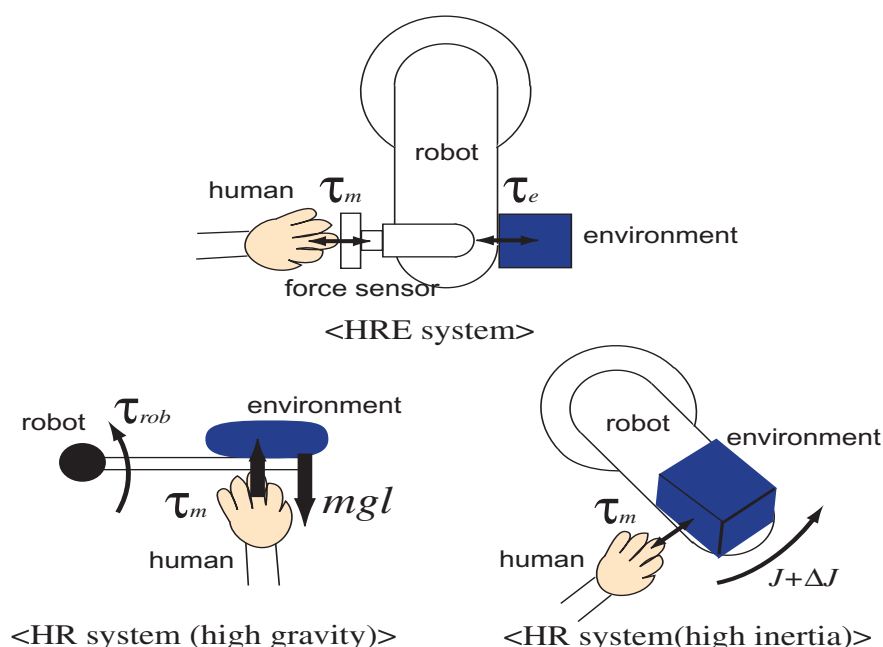 robot
human
τm
τe
environment
force sensor
<HRE system>
robot
τrob
environment
τm
mgl
human
<HR system (high gravity)>
robot
environment
τm
human
J+ΔJ
<HR system(high inertia)>